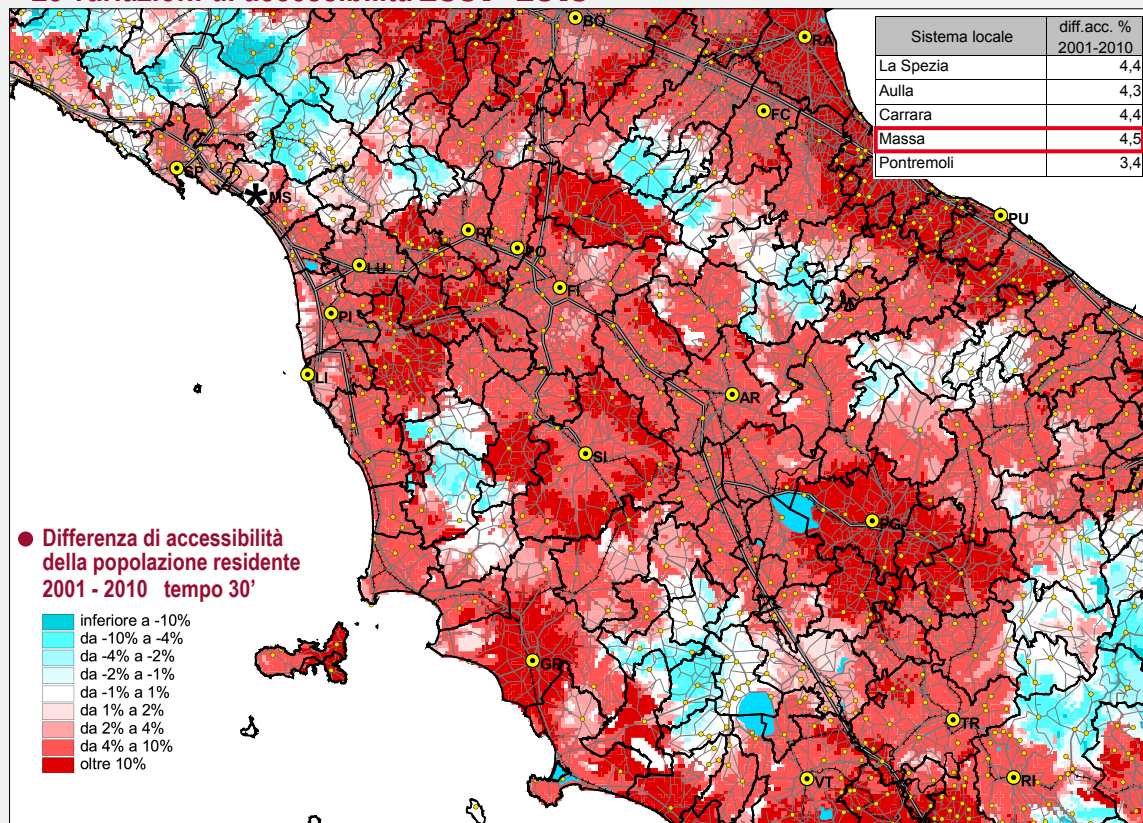 Sistema locale diff.acc. % 2001-2010
La Spezia 4,4
Aulla 4,3
Carrara 4,4
Massa 4,5
Pontremoli 3,4
BO
RA
FC
SP
MS
PU
PT
PO
LU
FI
PI
LI
AR
SI
PG
GR
TR
VT
RI
Differenza di accessibilità
della popolazione residente
2001 - 2010 tempo 30'
inferiore a -10%
da -10% a -4%
da -4% a -2%
da -2% a -1%
da -1% a 1%
da 1% a 2%
da 2% a 4%
da 4% a 10%
oltre 10%